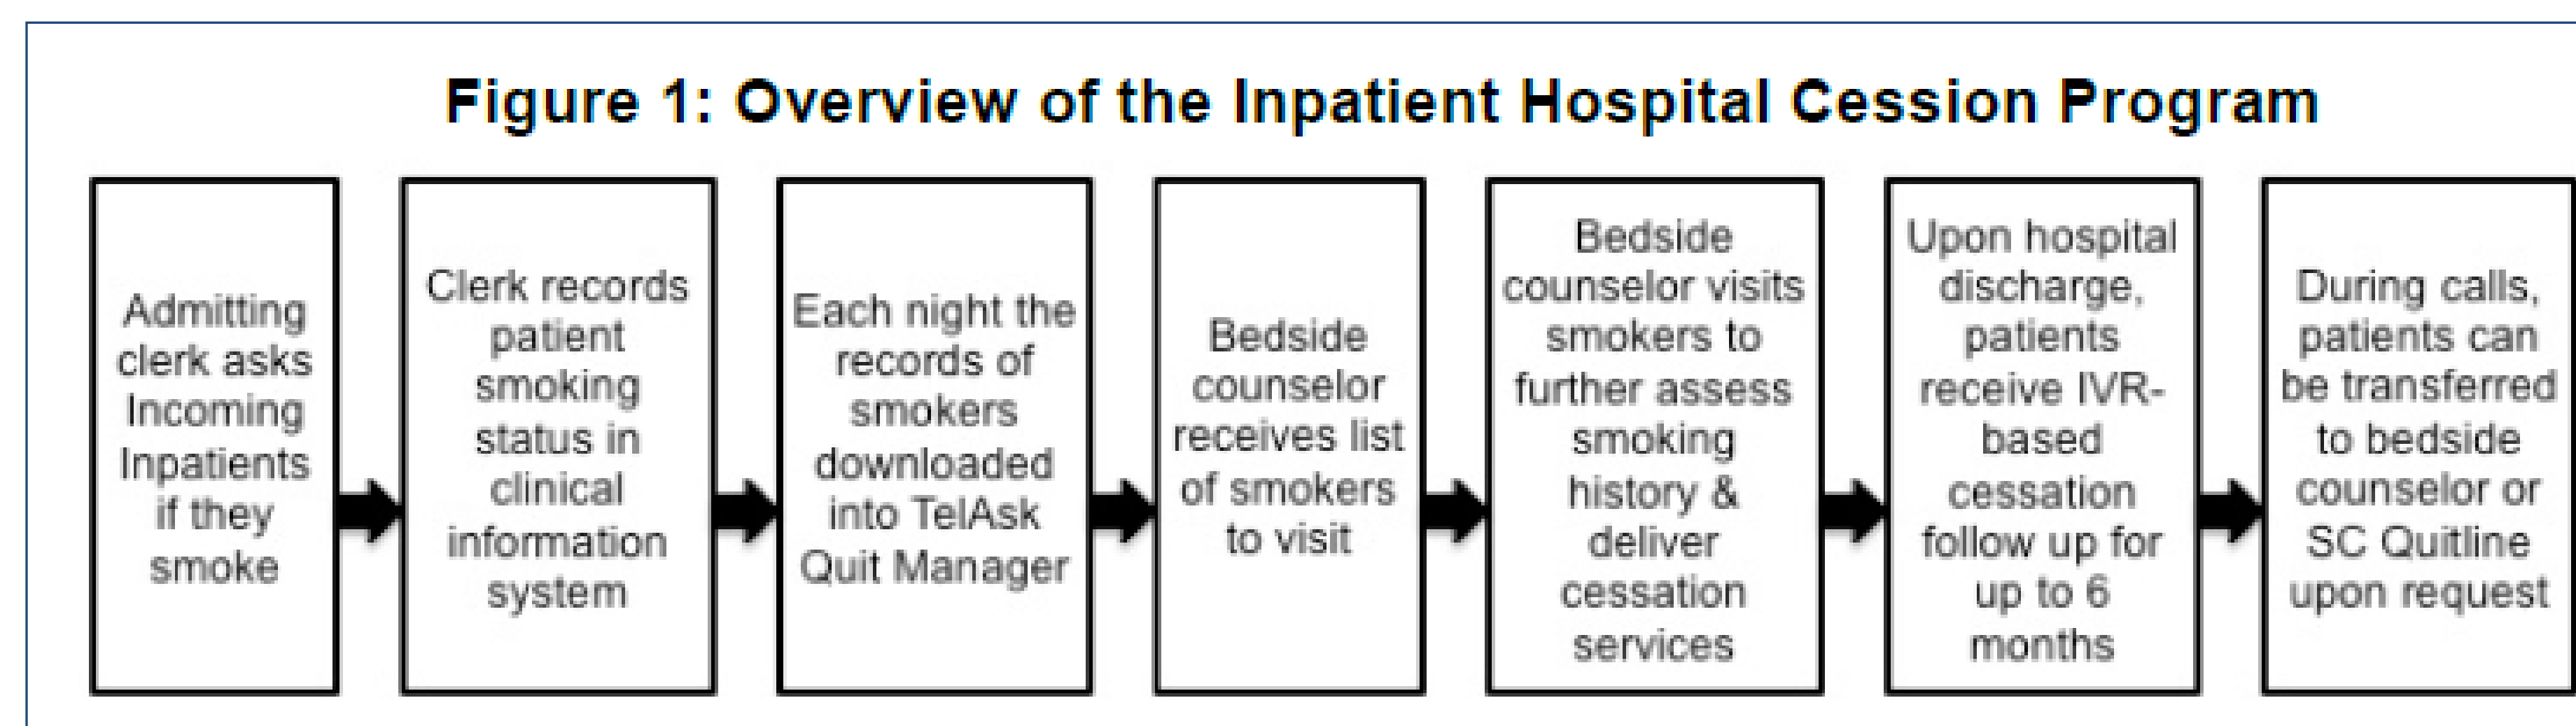 Figure 1: Overview of the Inpatient Hospital Cession Program
Admitting
clerk asks
Incoming
Inpatients
if they
smoke
Clerk records
patient
smoking
status in
clinical
information
system
Each night the
records of
smokers
downloaded
into TelAsk
Quit Manager
Bedside
counselor
receives list
of smokers
to visit
Bedside
counselor visits
smokers to
further assess
smoking
history &
deliver
cessation
services
Upon hospital
discharge,
patients
receive IVR-
based
cessation
follow up for
up to 6
months
During calls,
patients can
be transferred
to bedside
counselor or
SC Quitline
upon request